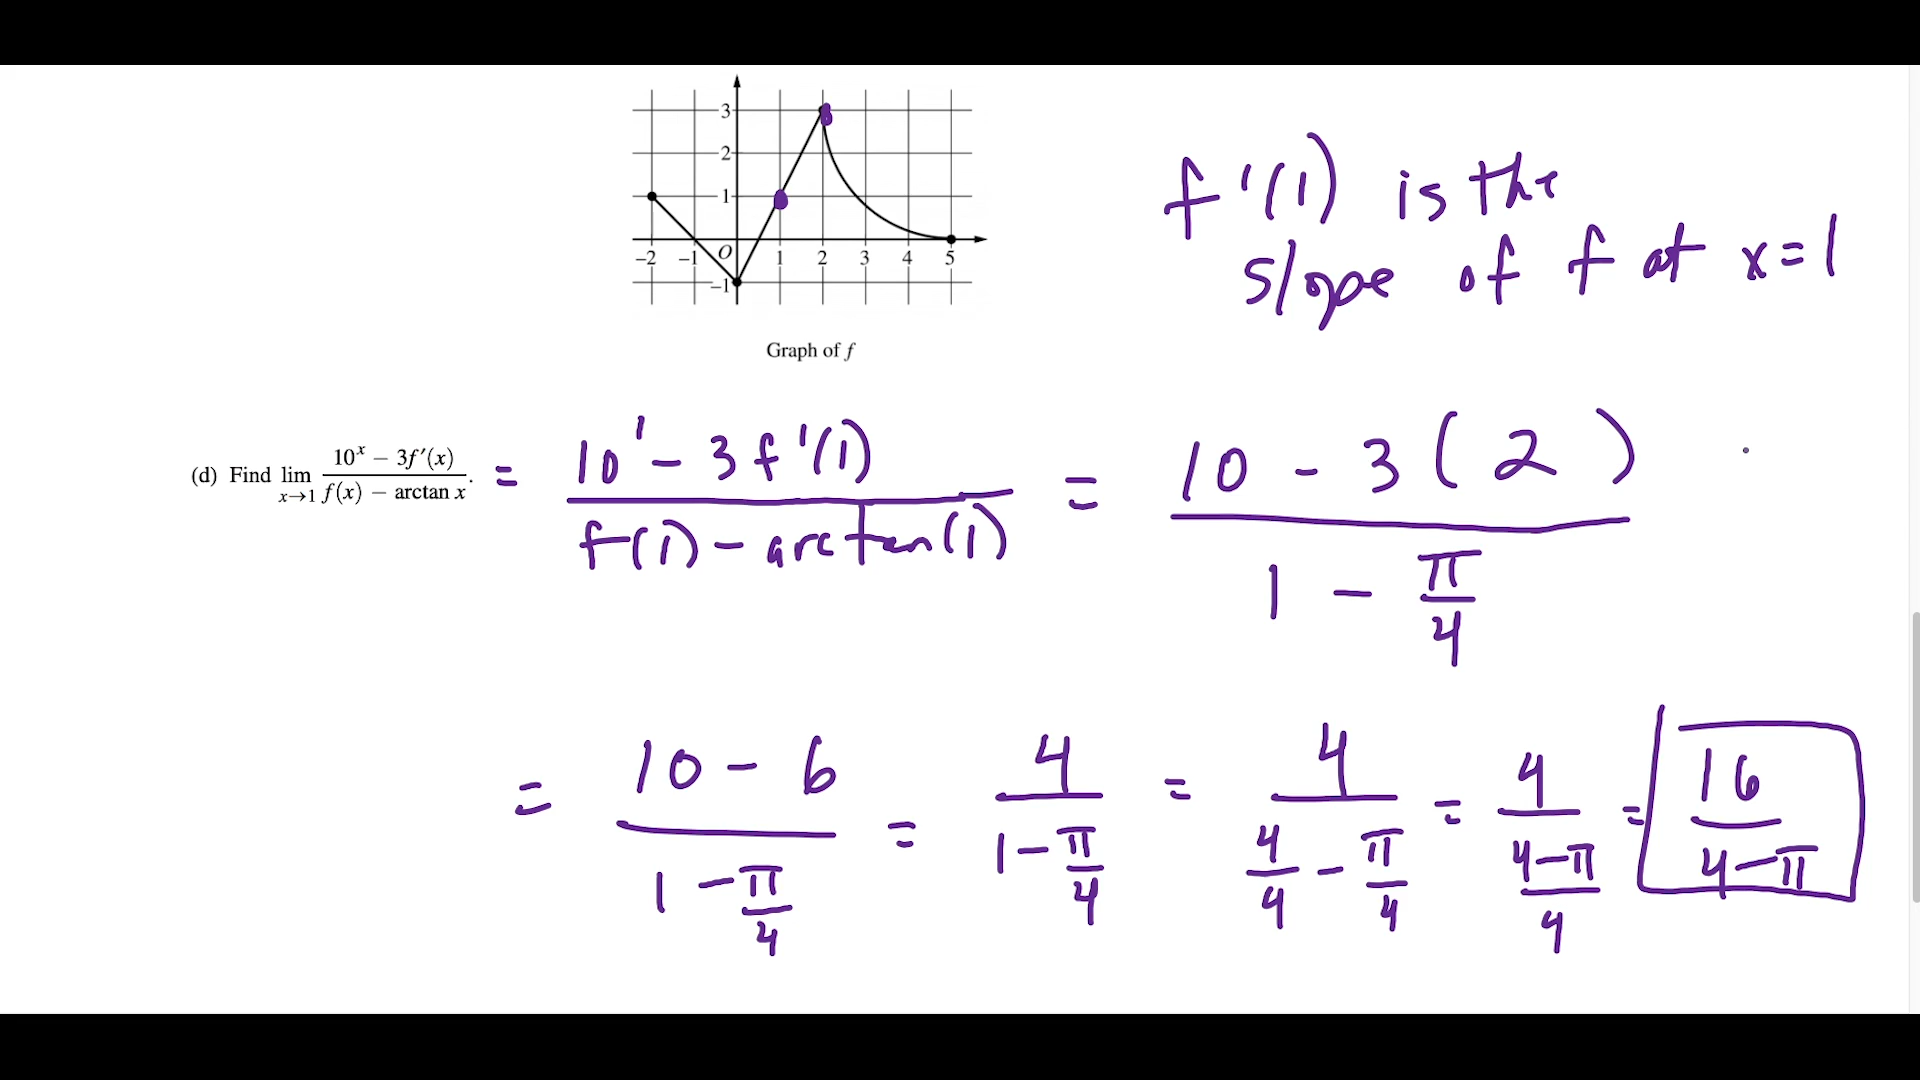 3
2
1
O
-2 -1 1 2 3 4 5
-1
Graph of f
f'(1) is the
slope of f at x=1
(d) Find lim x→1 (10^x − 3f'(x))/(f(x) − arctan x). = (10^1 − 3f'(1))/(f(1) − arctan(1)) = (10 − 3(2))/(1 − π/4)
= (10 − 6)/(1 − π/4) = 4/(1 − π/4) = 4/(4/4 − π/4) = 4/((4−π)/4) = 16/(4−π)